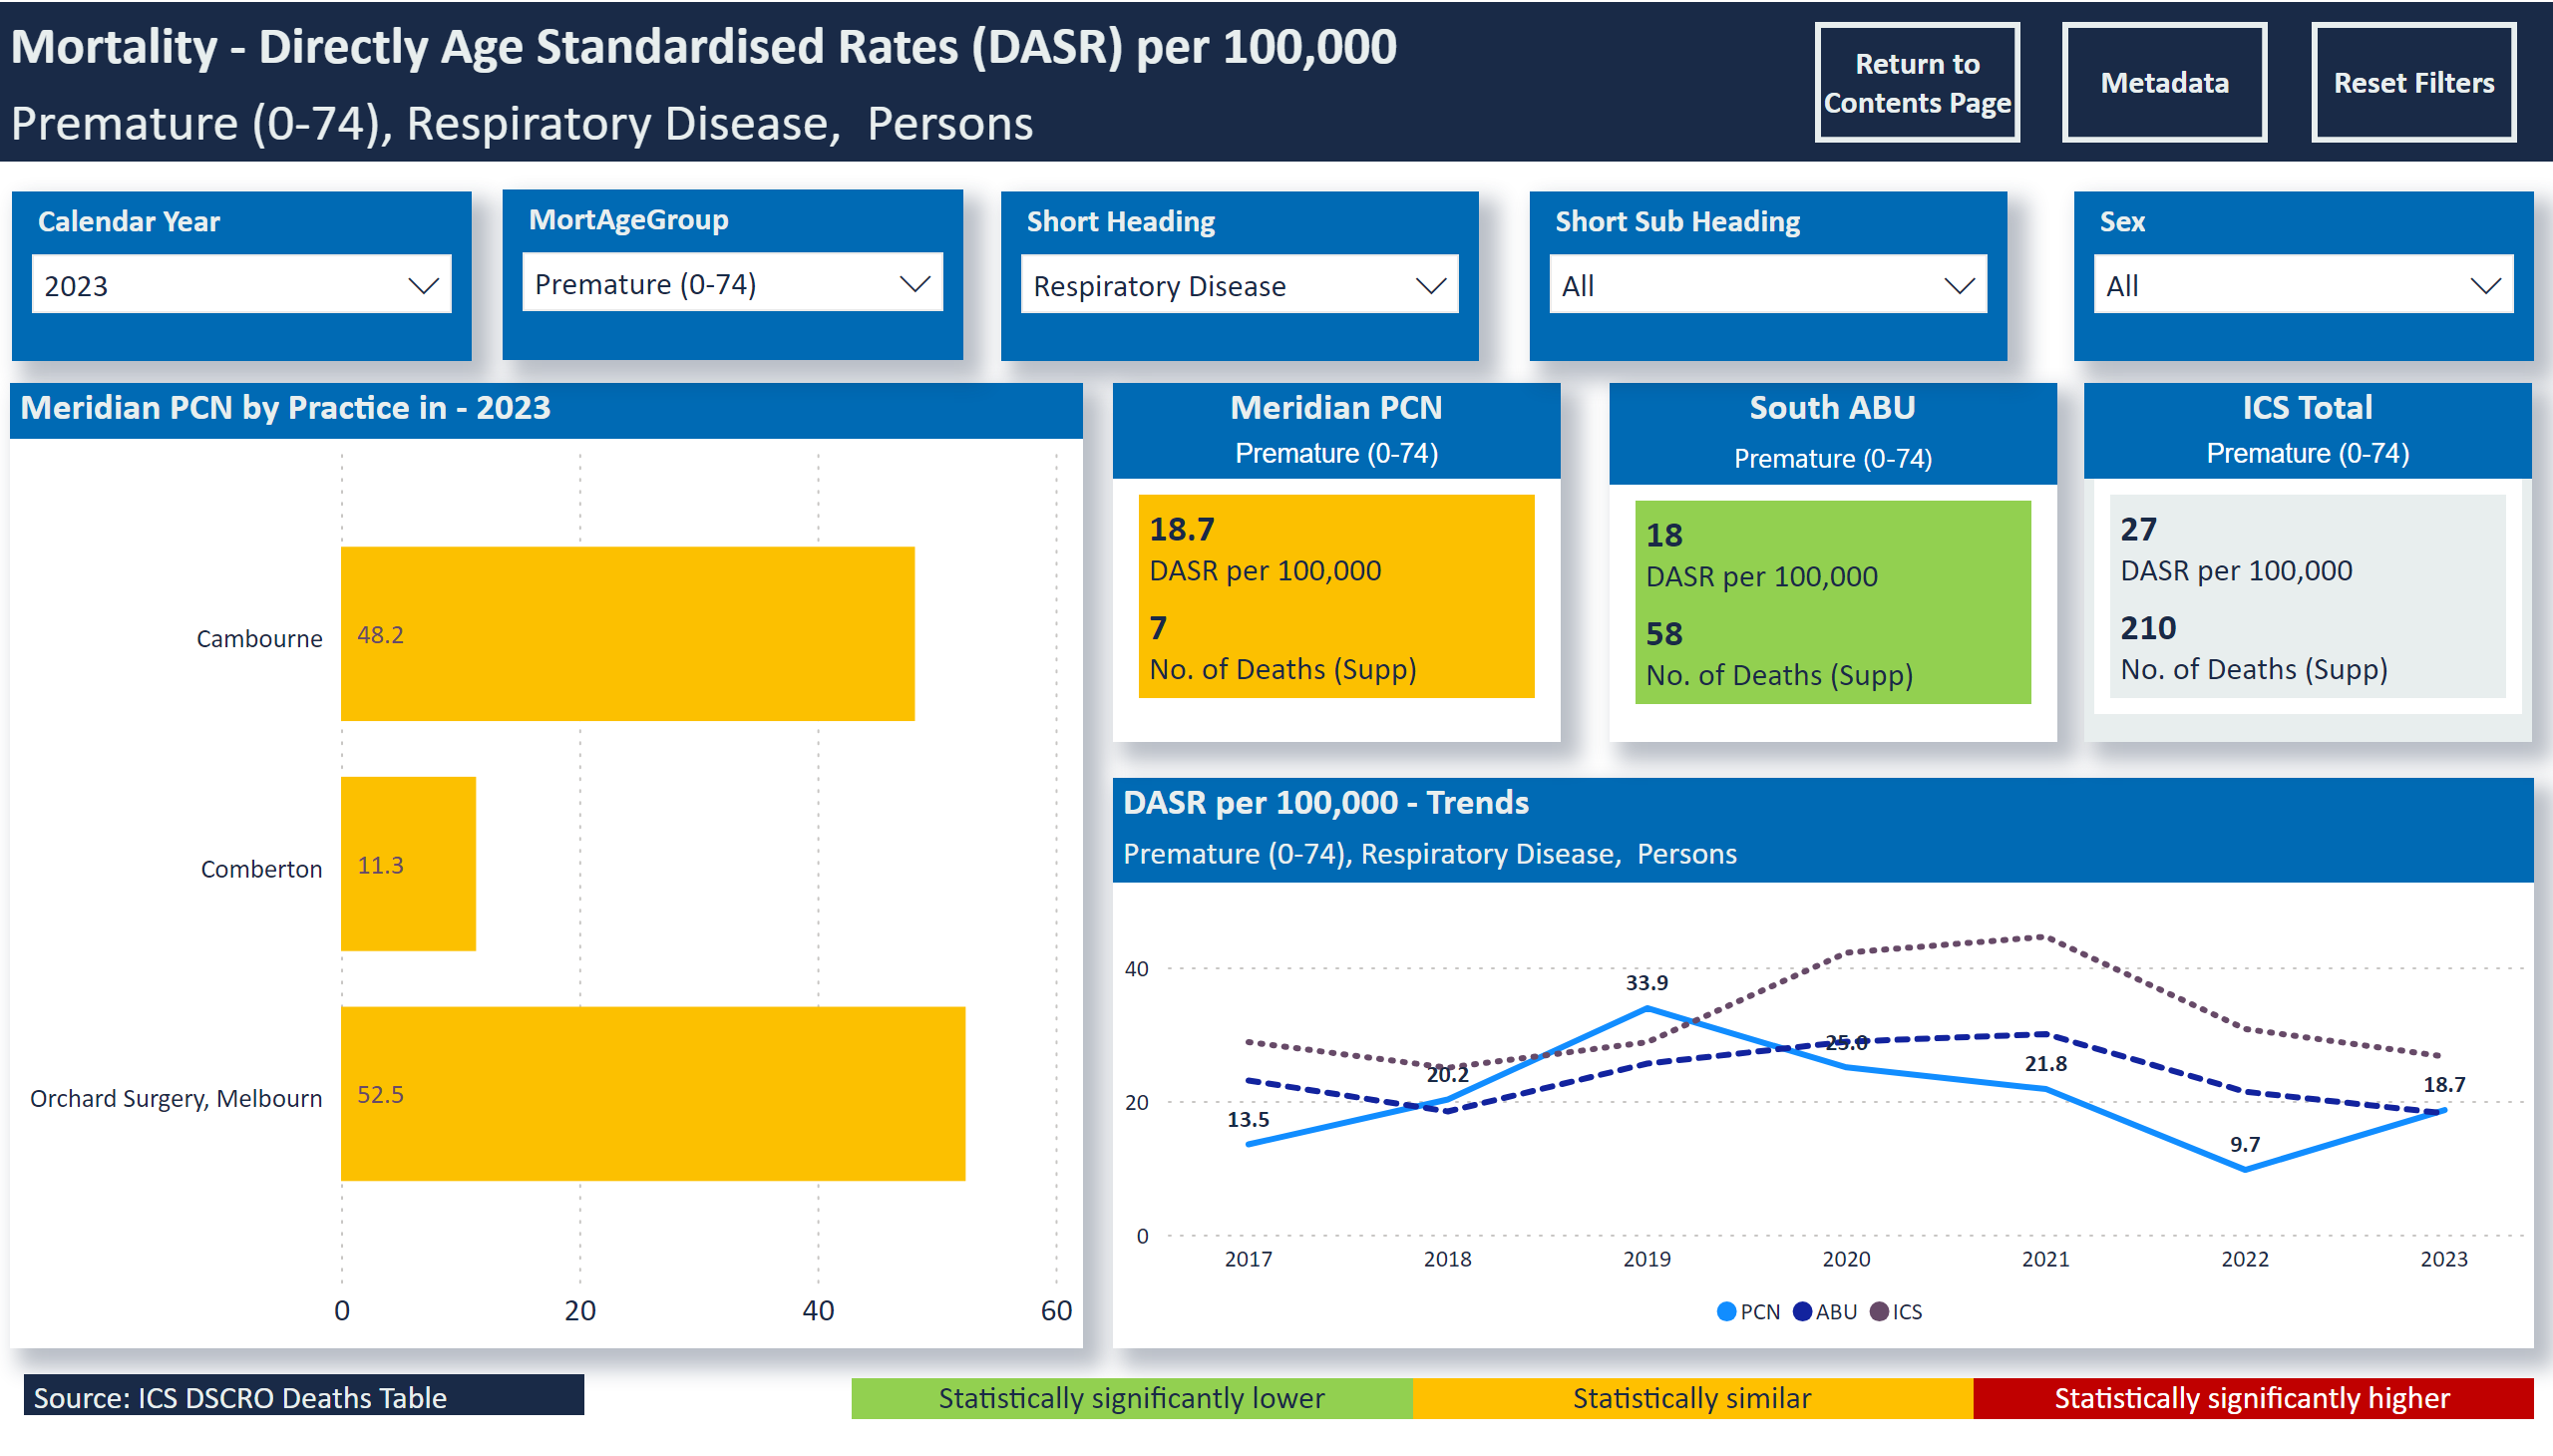 Mortality - Directly Age Standardised Rates (DASR) per 100,000
Premature (0-74), Respiratory Disease,  Persons
Return to
Contents Page
Metadata
Reset Filters
Calendar Year
2023
MortAgeGroup
Premature (0-74)
Short Heading
Respiratory Disease
Short Sub Heading
All
Sex
All
Meridian PCN by Practice in - 2023
Cambourne
48.2
Comberton
11.3
Orchard Surgery, Melbourn
52.5
0
20
40
60
Meridian PCN
Premature (0-74)
18.7
DASR per 100,000
7
No. of Deaths (Supp)
South ABU
Premature (0-74)
18
DASR per 100,000
58
No. of Deaths (Supp)
ICS Total
Premature (0-74)
27
DASR per 100,000
210
No. of Deaths (Supp)
DASR per 100,000 - Trends
Premature (0-74), Respiratory Disease,  Persons
40
20
0
13.5
20.2
33.9
21.8
9.7
18.7
2017
2018
2019
2020
2021
2022
2023
PCN
ABU
ICS
Source: ICS DSCRO Deaths Table
Statistically significantly lower
Statistically similar
Statistically significantly higher